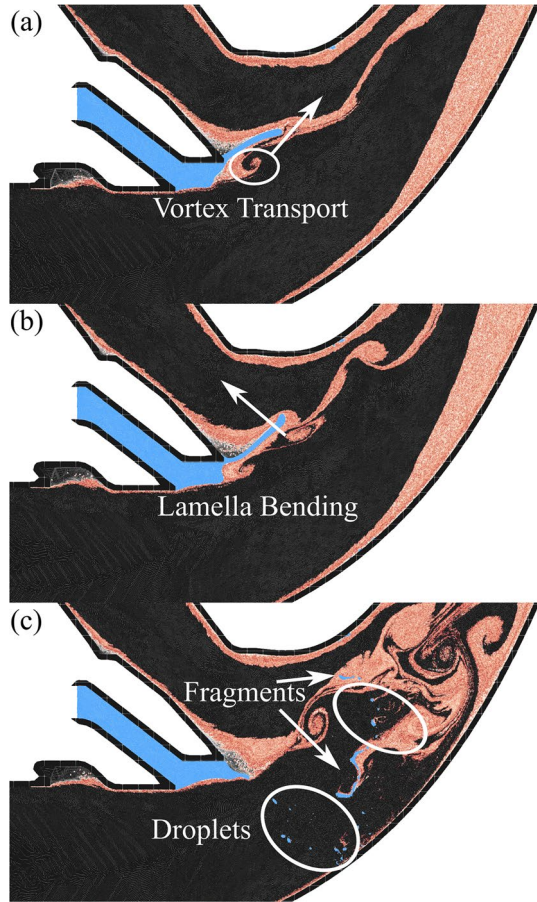 (a)
Vortex Transport
(b)
Lamella Bending
(c)
Fragments
Droplets